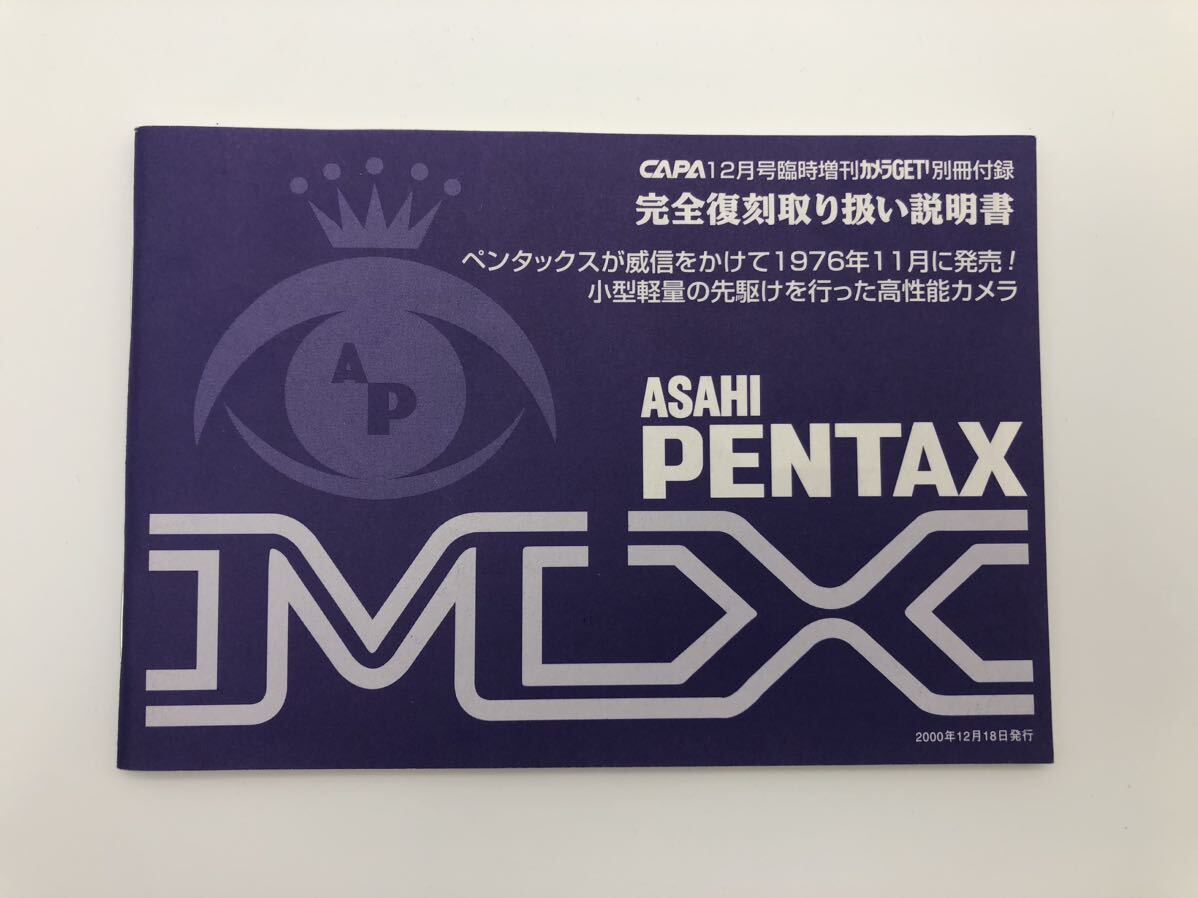 CAPA12月号臨時増刊カメラGET!別冊付録
完全復刻取り扱い説明書
ペンタックスが威信をかけて1976年11月に発売!
小型軽量の先駆けを行った高性能カメラ
AP
ASAHI
PENTAX
MX
2000年12月18日発行